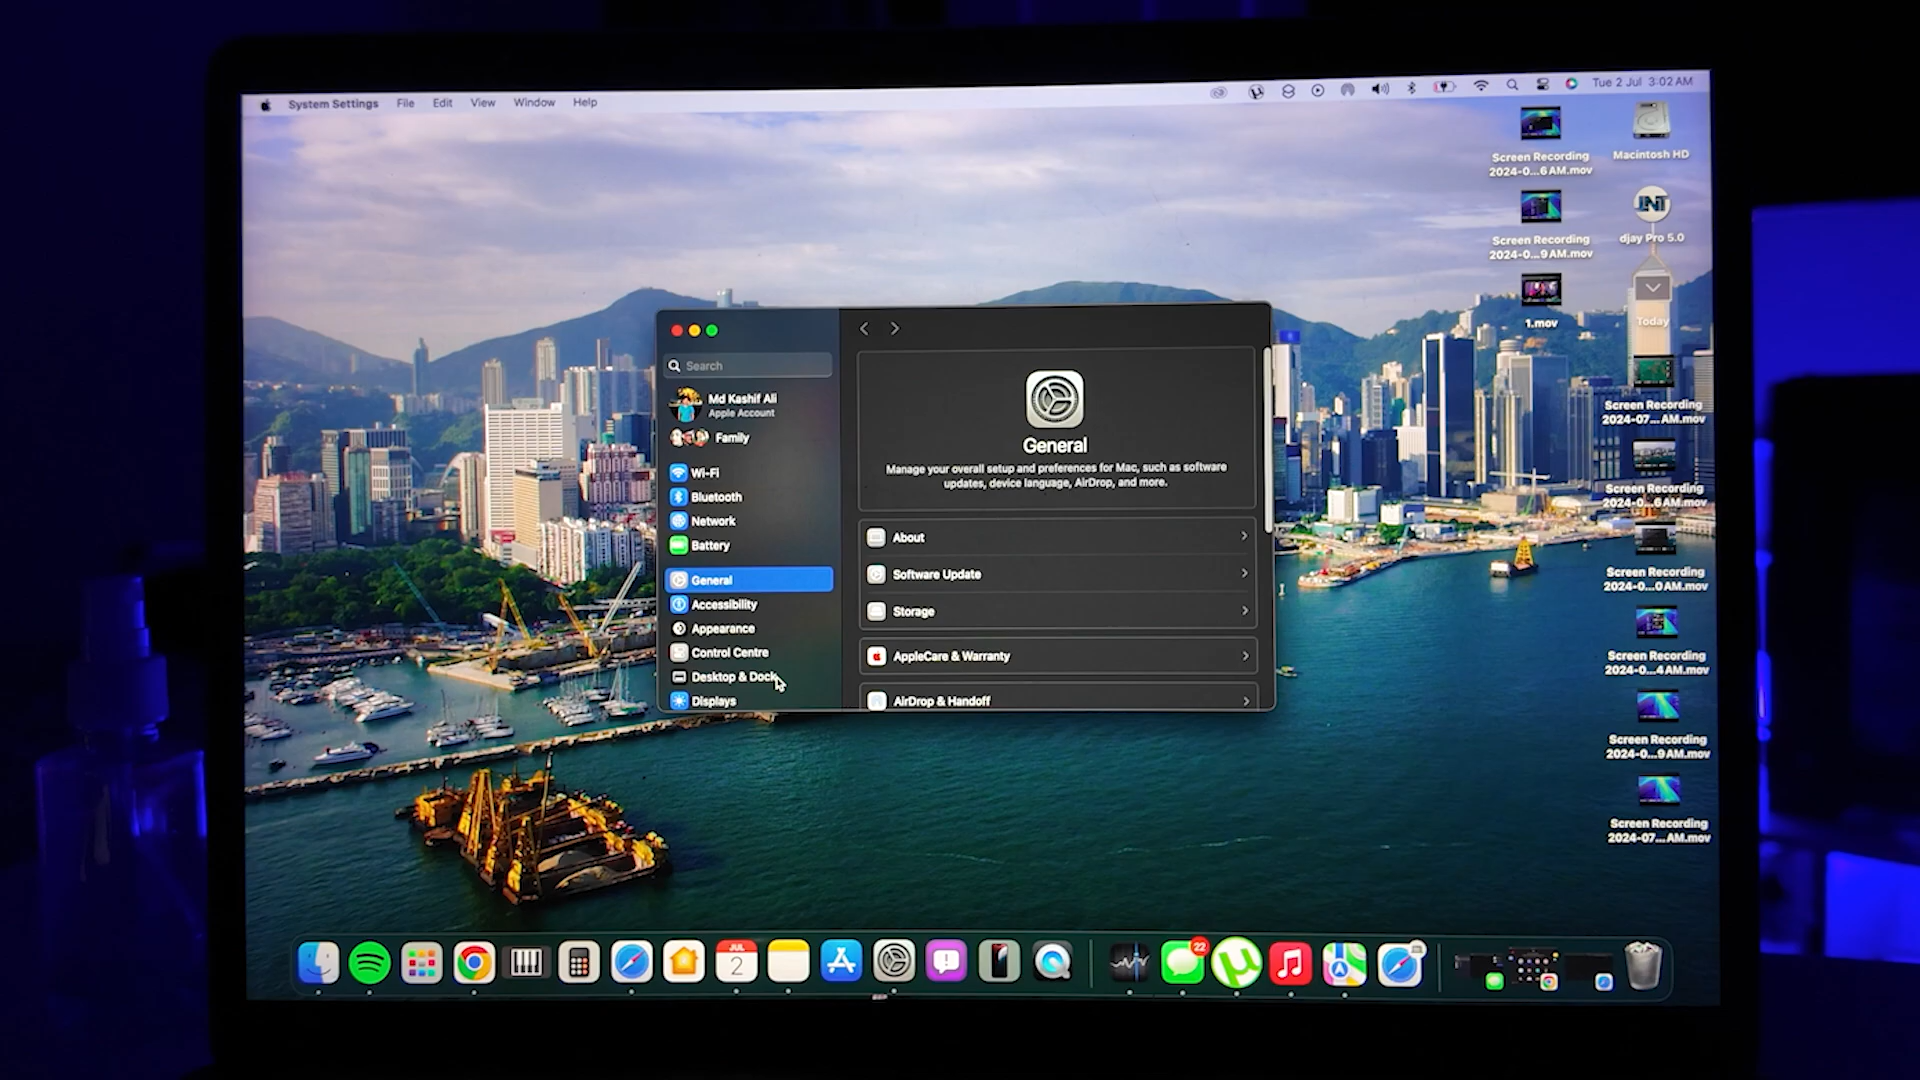 System Settings File Edit View Window Help
Tue 2 Jul 3:02 AM
Screen Recording
2024-0...6 AM.mov
Macintosh HD
Screen Recording
2024-0...9 AM.mov
djay Pro 5.0
1.mov
Today
Screen Recording
2024-07...AM.mov
Screen Recording
2024-0...6 AM.mov
Screen Recording
2024-0...0 AM.mov
Screen Recording
2024-0...4 AM.mov
Screen Recording
2024-0...9 AM.mov
Screen Recording
2024-07...AM.mov
Search
Md Kashif Ali
Apple Account
Family
Wi-Fi
Bluetooth
Network
Battery
General
Accessibility
Appearance
Control Centre
Desktop & Dock
Displays
General
Manage your overall setup and preferences for Mac, such as software
updates, device language, AirDrop, and more.
About
Software Update
Storage
AppleCare & Warranty
AirDrop & Handoff
JUL
2
22